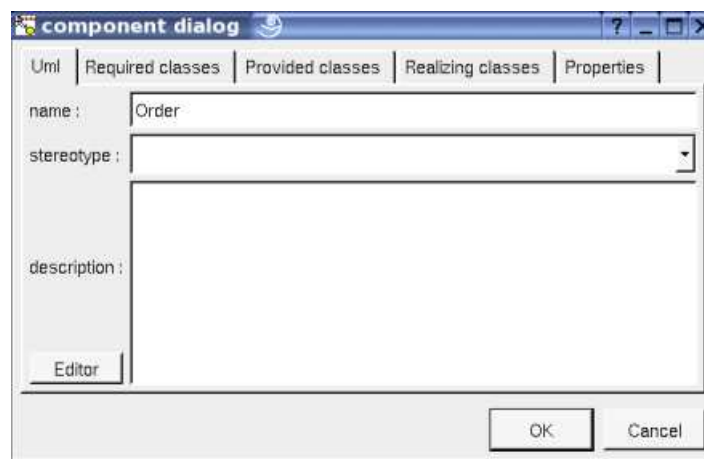 component dialog
Uml Required classes Provided classes Realizing classes Properties
name : Order
stereotype :
description :
Editor
OK Cancel